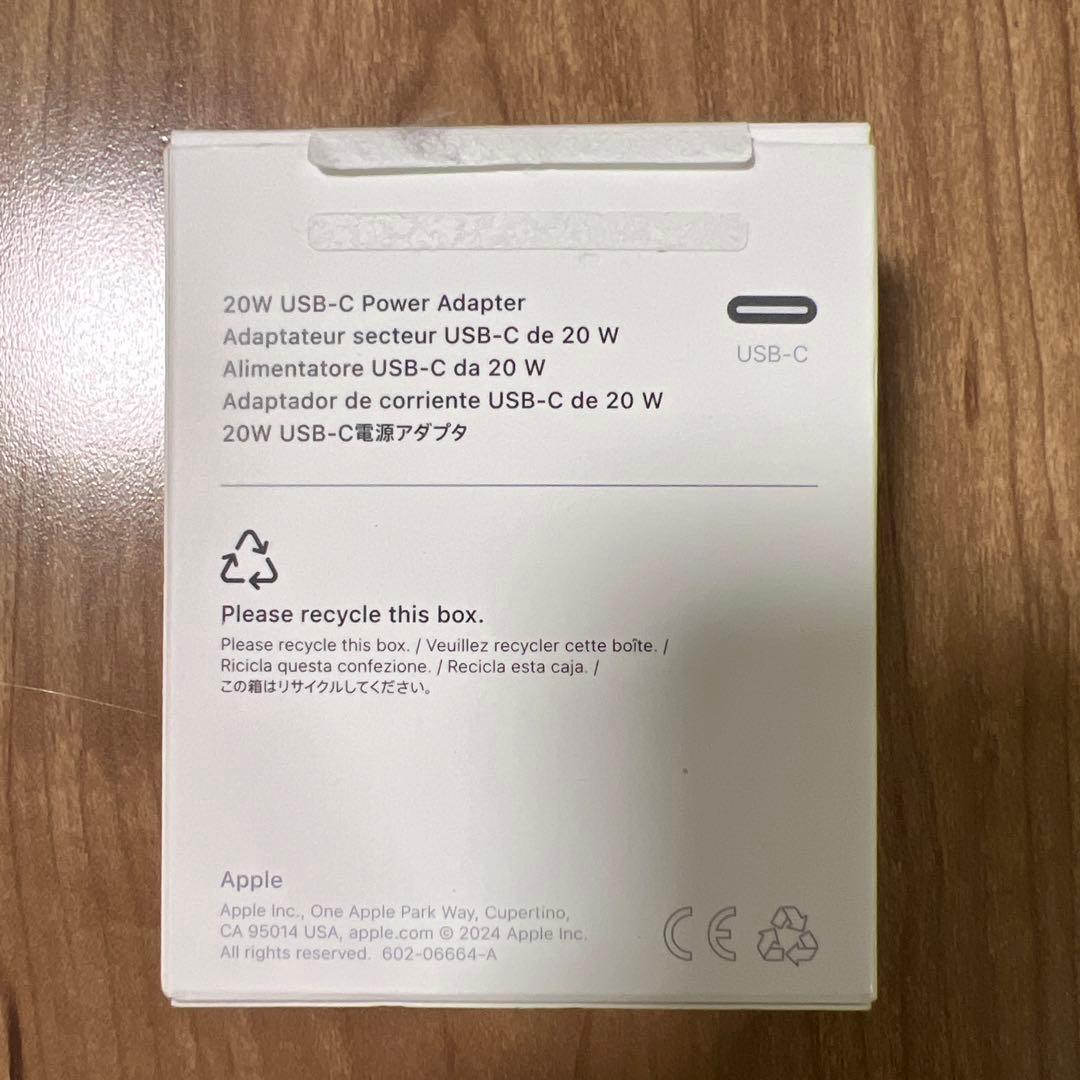 20W USB-C Power Adapter
Adaptateur secteur USB-C de 20 W
Alimentatore USB-C da 20 W
Adaptador de corriente USB-C de 20 W
20W USB-C電源アダプタ
USB-C
Please recycle this box.
Please recycle this box. / Veuillez recycler cette boîte. /
Ricicla questa confezione. / Recicla esta caja. /
この箱はリサイクルしてください。
Apple
Apple Inc., One Apple Park Way, Cupertino,
CA 95014 USA, apple.com © 2024 Apple Inc.
All rights reserved. 602-06664-A
CE